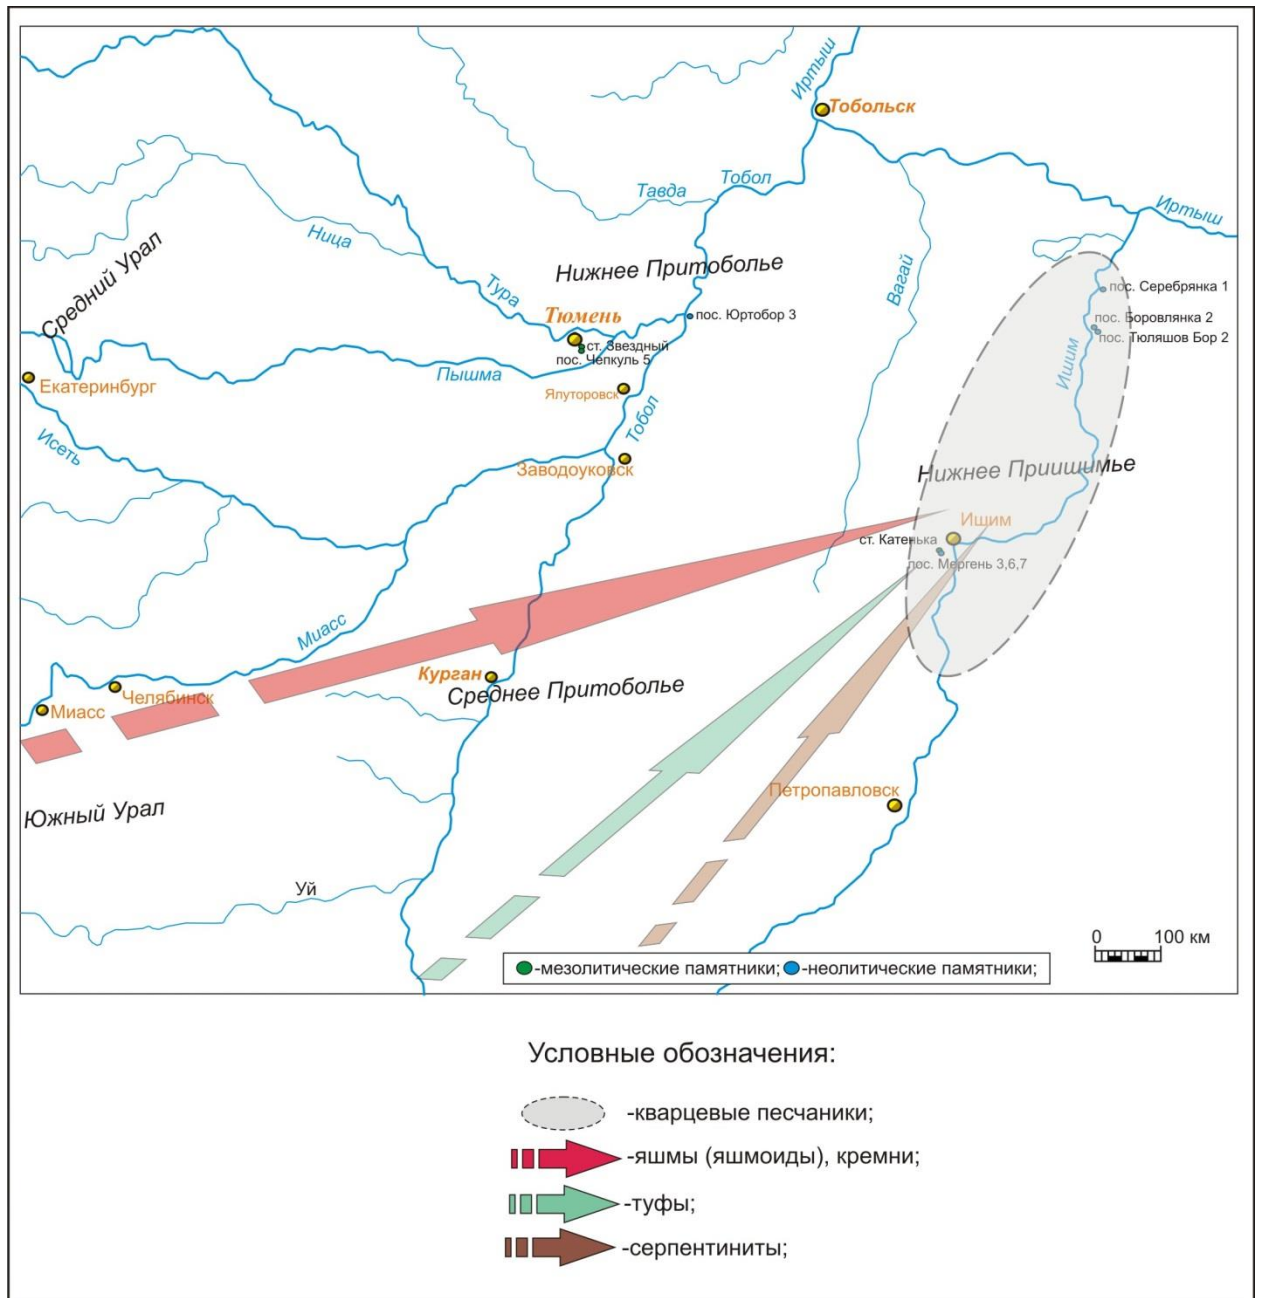 Иртыш
Тобольск
Тобол
Тавда
Иртыш
Ница
Средний Урал
Нижнее Притоболье
Вагай
Тура
пос. Серебрянка 1
Тюмень
пос. Юртобор 3
пос. Боровлянка 2
ст. Звездный
пос. Тюляшов Бор 2
пос. Чепкуль 5
Пышма
Ишим
Екатеринбург
Ялуторовск
Тобол
Исеть
Заводоуковск
Нижнее Приишимье
Ишим
ст. Катенька
пос. Мергень 3,6,7
Миасс
Курган
Челябинск
Среднее Притоболье
Миасс
Петропавловск
Южный Урал
Уй
0 100 км
-мезолитические памятники; -неолитические памятники;
Условные обозначения:
-кварцевые песчаники;
-яшмы (яшмоиды), кремни;
-туфы;
-серпентиниты;